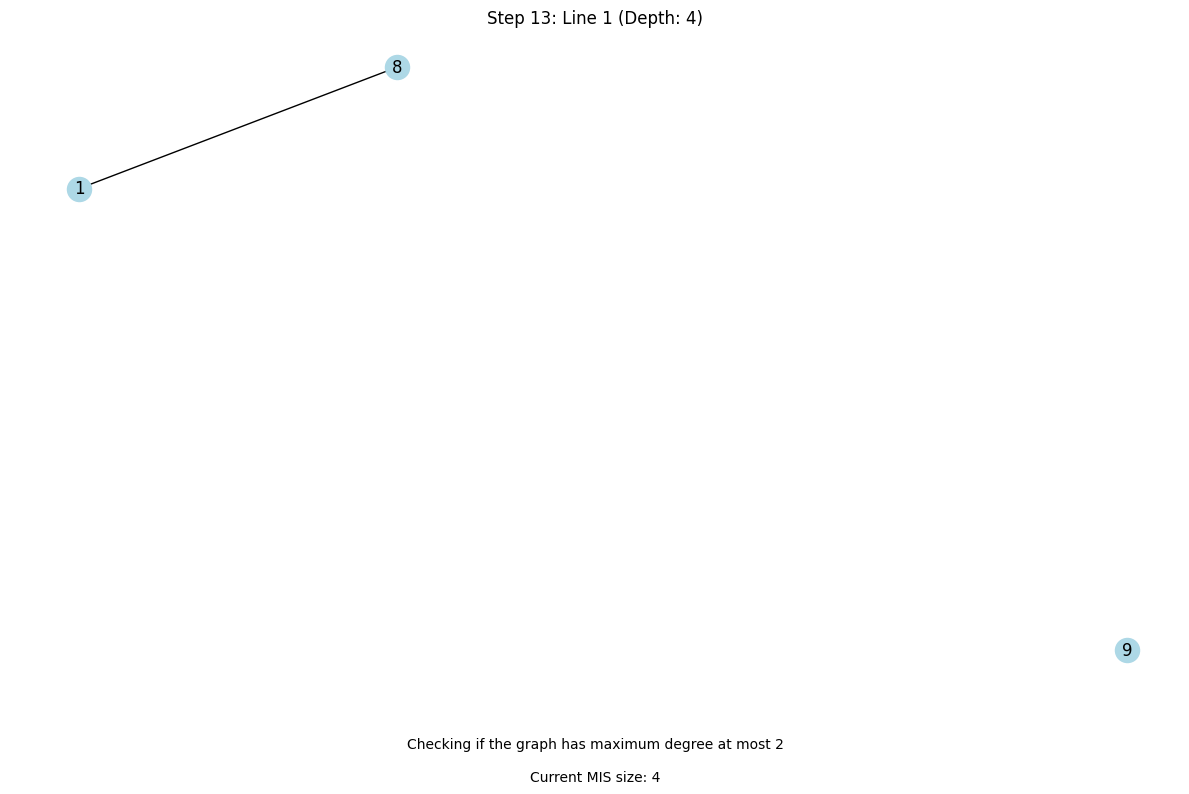 Step 13: Line 1 (Depth: 4)
8
1
9
Checking if the graph has maximum degree at most 2
Current MIS size: 4